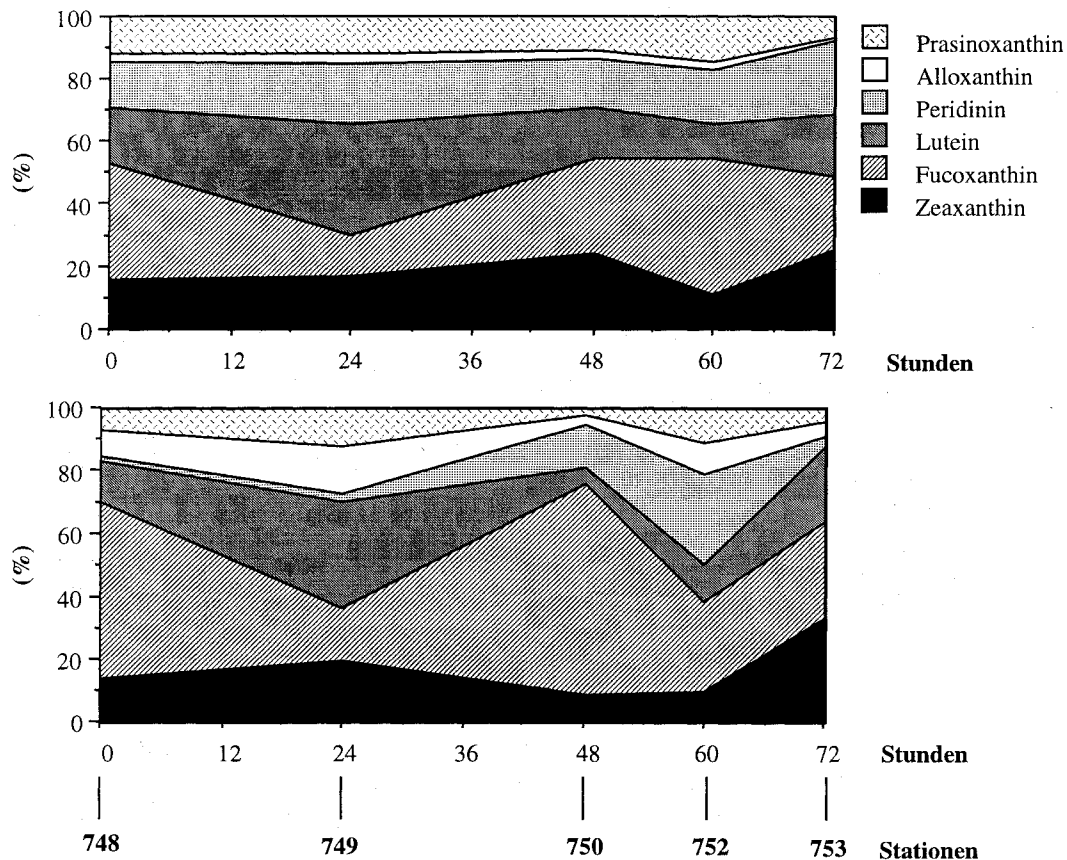 100
80
60
40
20
0
(%)
0 12 24 36 48 60 72 Stunden
Prasinoxanthin
Alloxanthin
Peridinin
Lutein
Fucoxanthin
Zeaxanthin
100
80
60
40
20
0
(%)
0 12 24 36 48 60 72 Stunden
748 749 750 752 753 Stationen